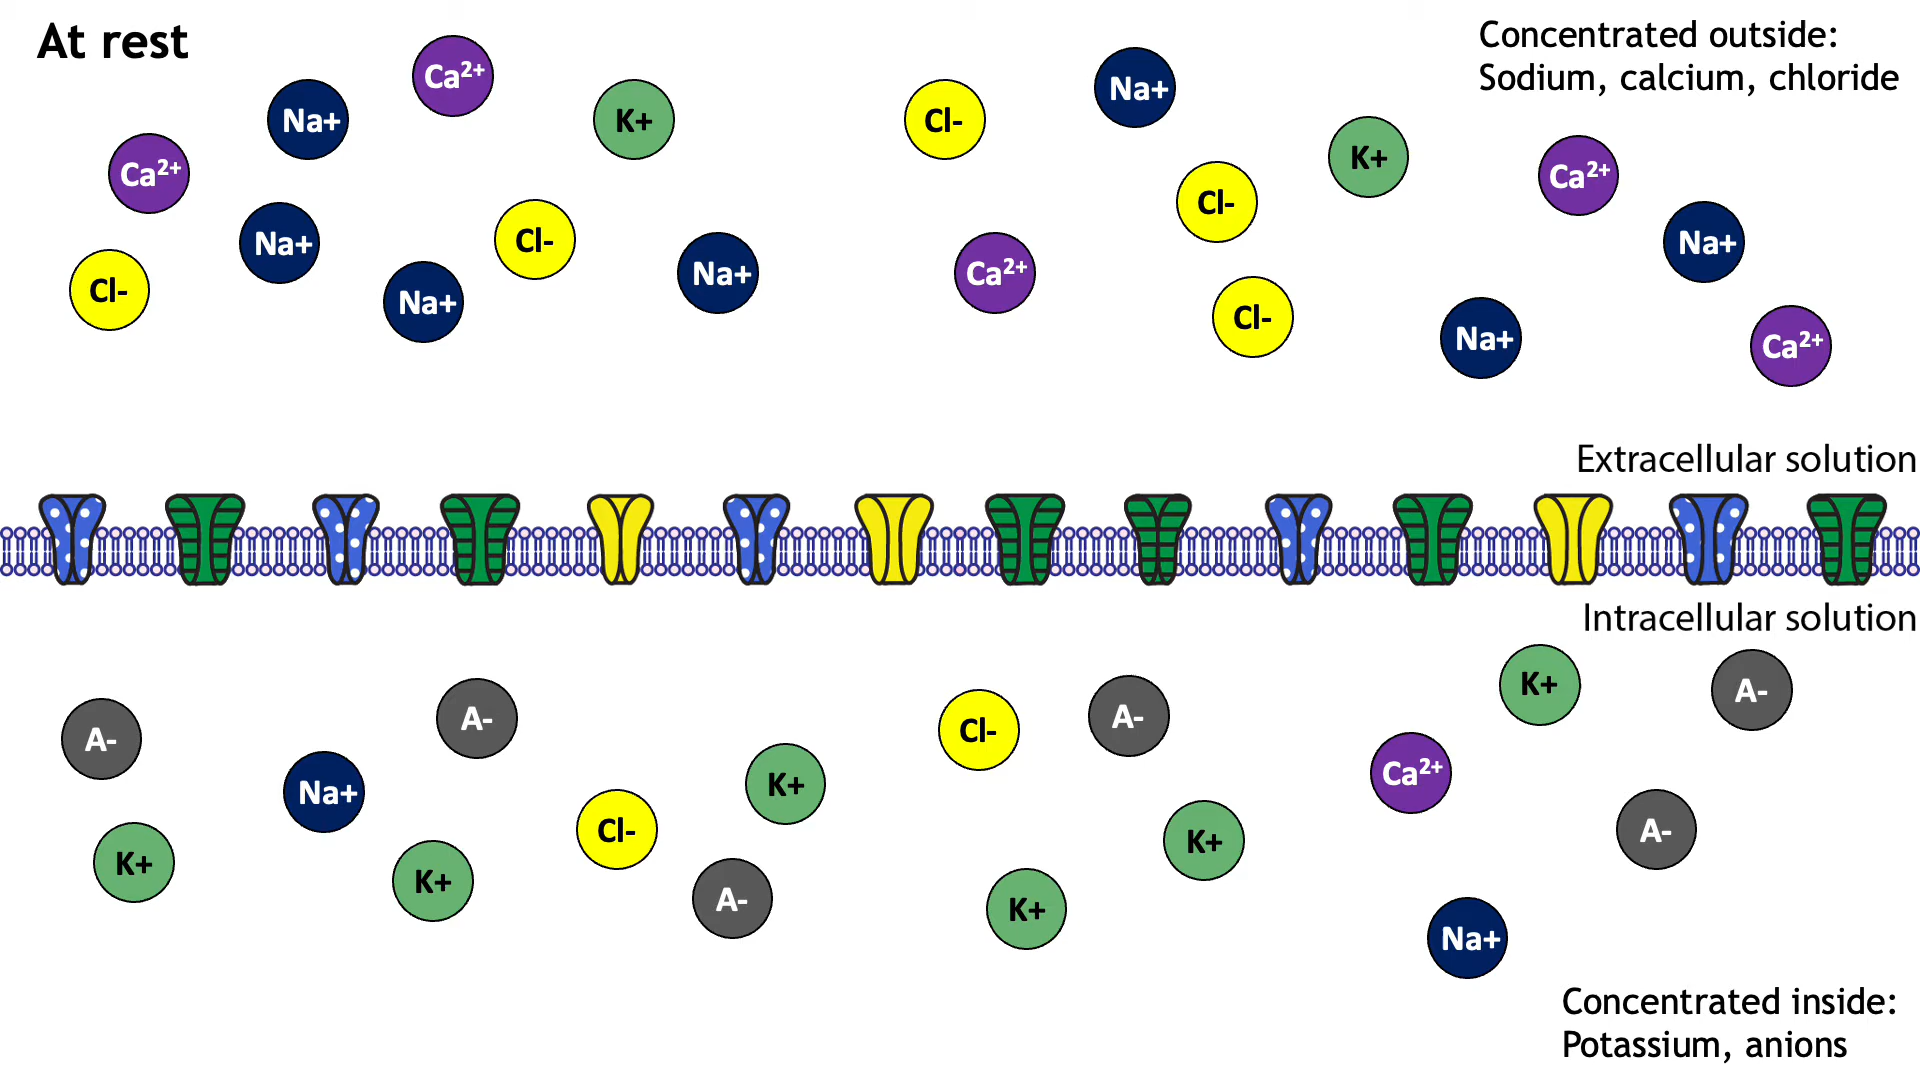 At rest
Concentrated outside:
Sodium, calcium, chloride
Ca²⁺
Na+
Na+
K+
Cl-
K+
Ca²⁺
Ca²⁺
Cl-
Na+
Cl-
Na+
Cl-
Na+
Na+
Ca²⁺
Cl-
Na+
Ca²⁺
Extracellular solution
Intracellular solution
K+
A-
A-
A-
Cl-
A-
Ca²⁺
K+
Na+
Cl-
A-
K+
K+
K+
A-
K+
Na+
Concentrated inside:
Potassium, anions